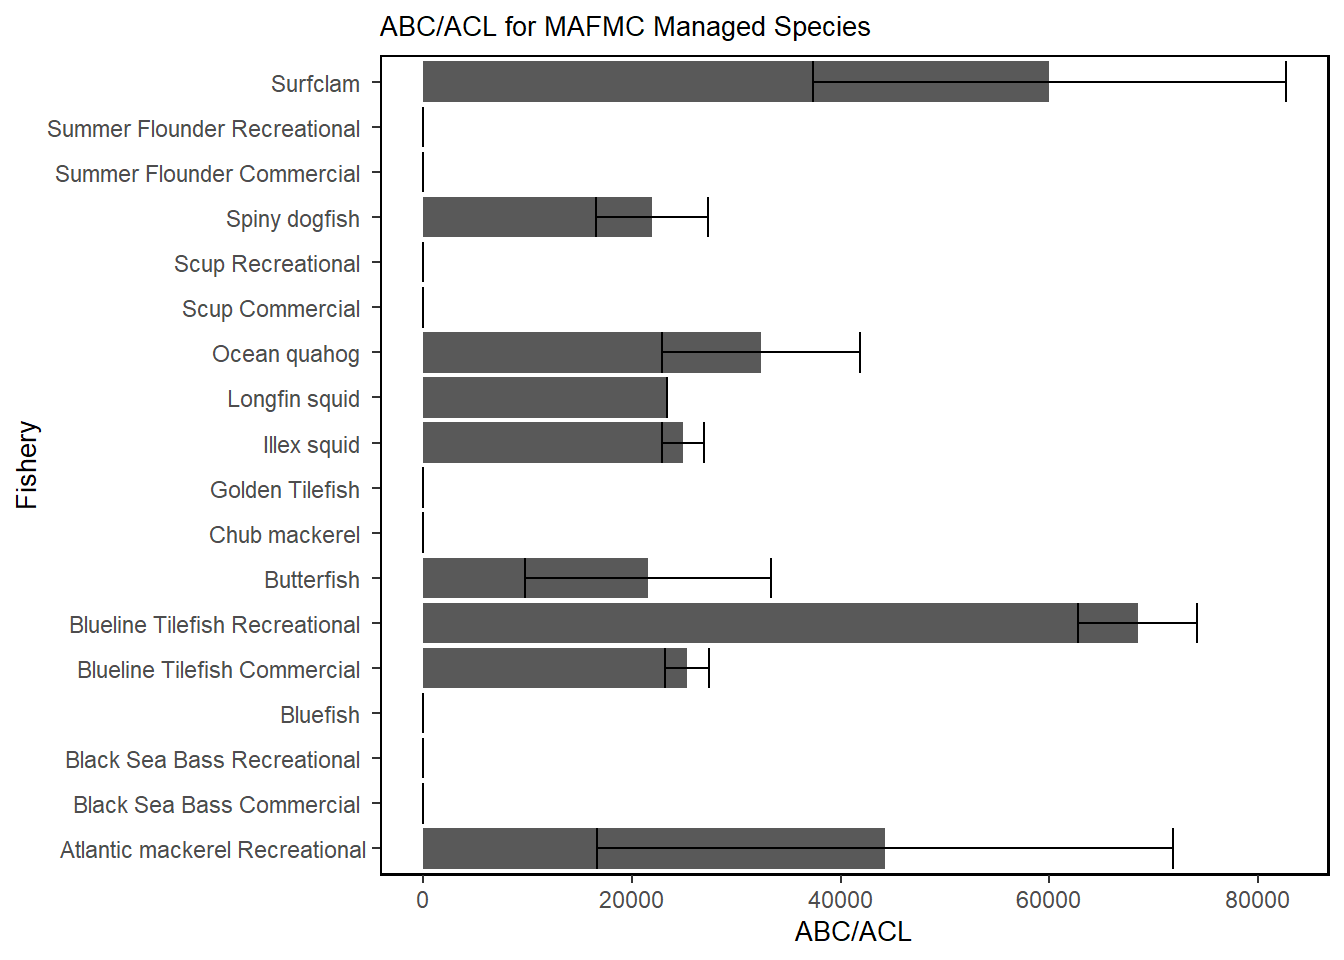 ABC/ACL for MAFMC Managed Species
Surfclam
Summer Flounder Recreational
Summer Flounder Commercial
Spiny dogfish
Scup Recreational
Scup Commercial
Ocean quahog
Longfin squid
Illex squid
Golden Tilefish
Chub mackerel
Butterfish
Blueline Tilefish Recreational
Blueline Tilefish Commercial
Bluefish
Black Sea Bass Recreational
Black Sea Bass Commercial
Atlantic mackerel Recreational
Fishery
0 20000 40000 60000 80000
ABC/ACL